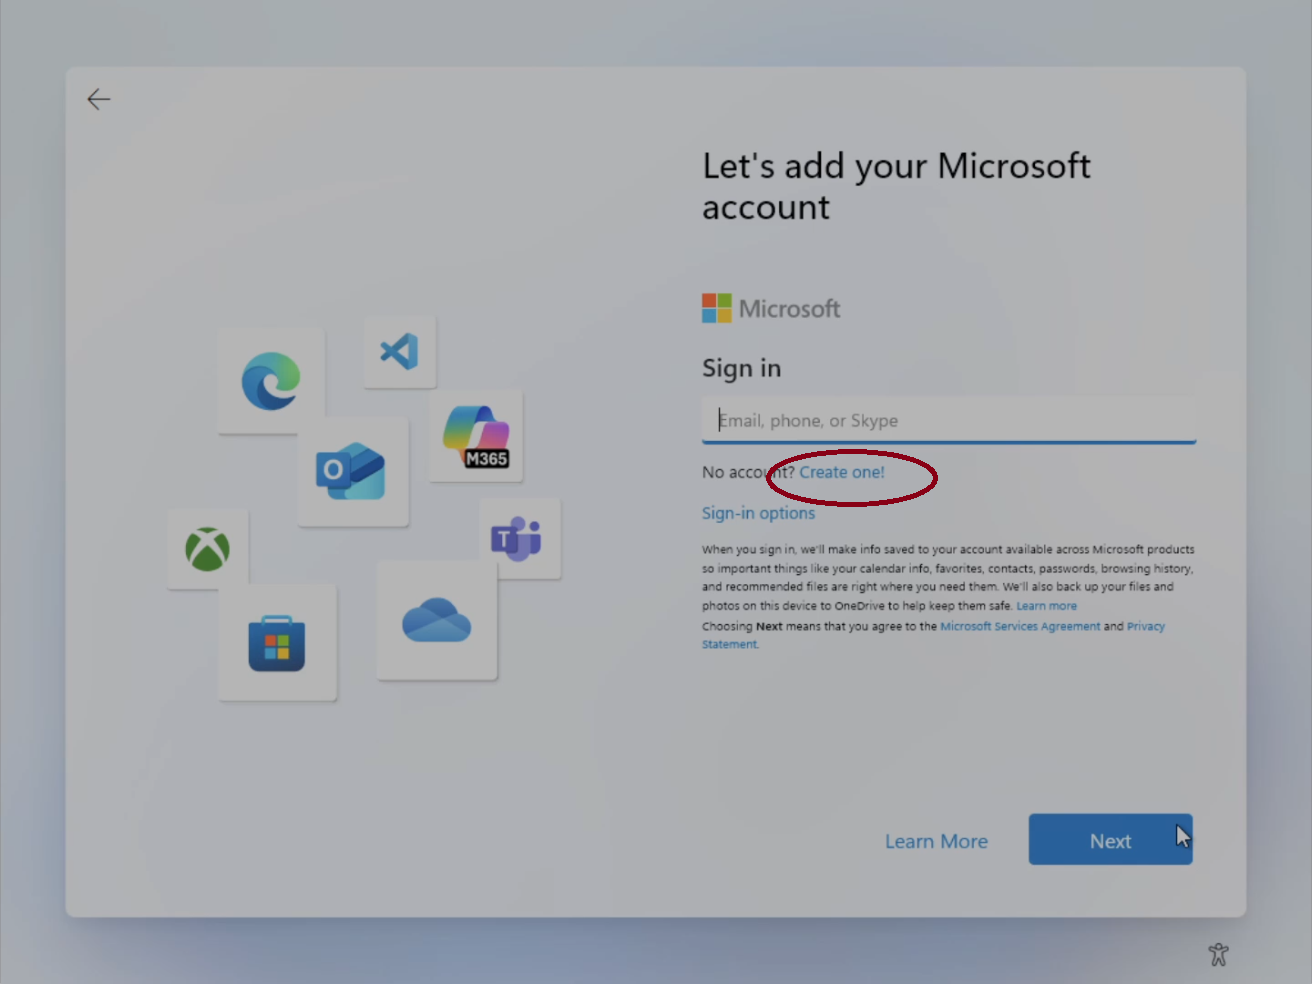 Let's add your Microsoft
account
Microsoft
Sign in
Email, phone, or Skype
No account? Create one!
Sign-in options
When you sign in, we'll make info saved to your account available across Microsoft products
so important things like your calendar info, favorites, contacts, passwords, browsing history,
and recommended files are right where you need them. We'll also back up your files and
photos on this device to OneDrive to help keep them safe. Learn more
Choosing Next means that you agree to the Microsoft Services Agreement and Privacy
Statement.
M365
Learn More
Next